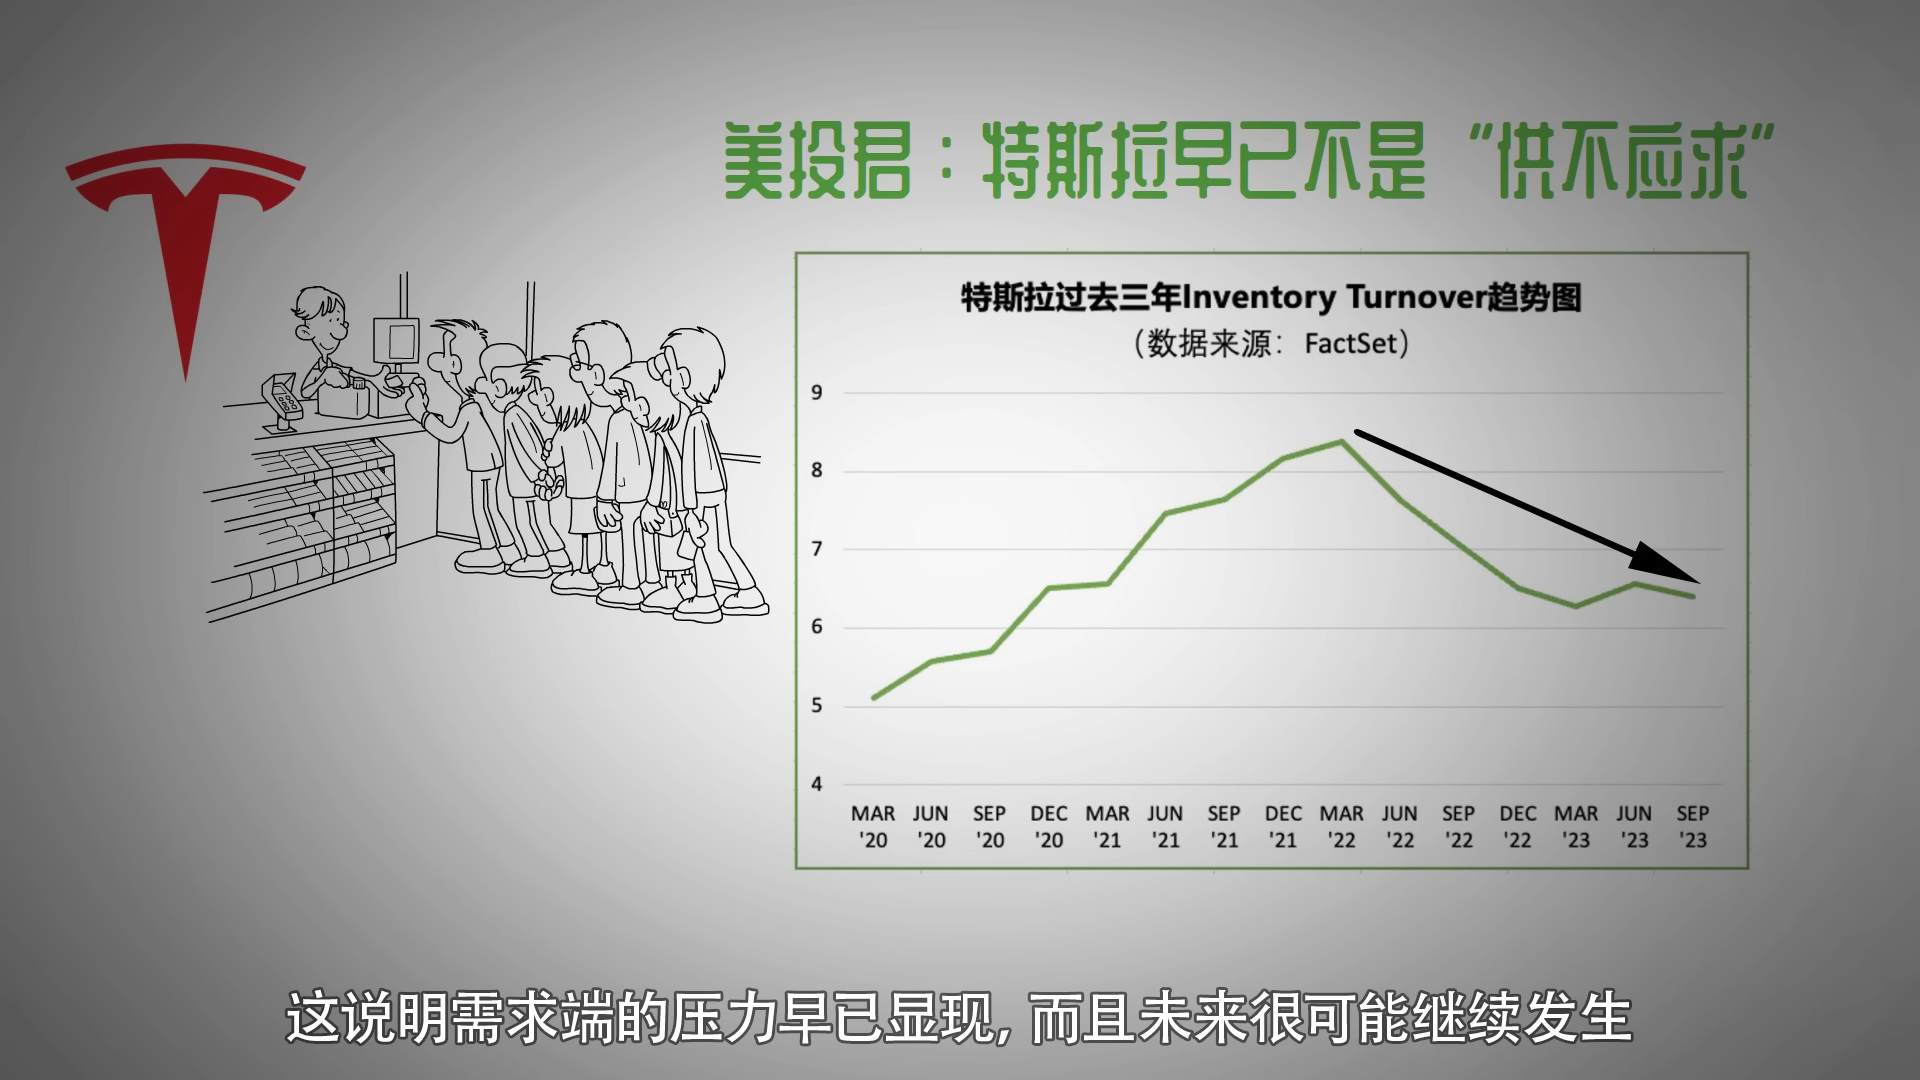 美投君：特斯拉早已不是“供不应求”
特斯拉过去三年Inventory Turnover趋势图
（数据来源：FactSet）
9
8
7
6
5
4
MAR JUN SEP DEC MAR JUN SEP DEC MAR JUN SEP DEC MAR JUN SEP
'20 '20 '20 '20 '21 '21 '21 '21 '22 '22 '22 '22 '23 '23 '23
这说明需求端的压力早已显现，而且未来很可能继续发生